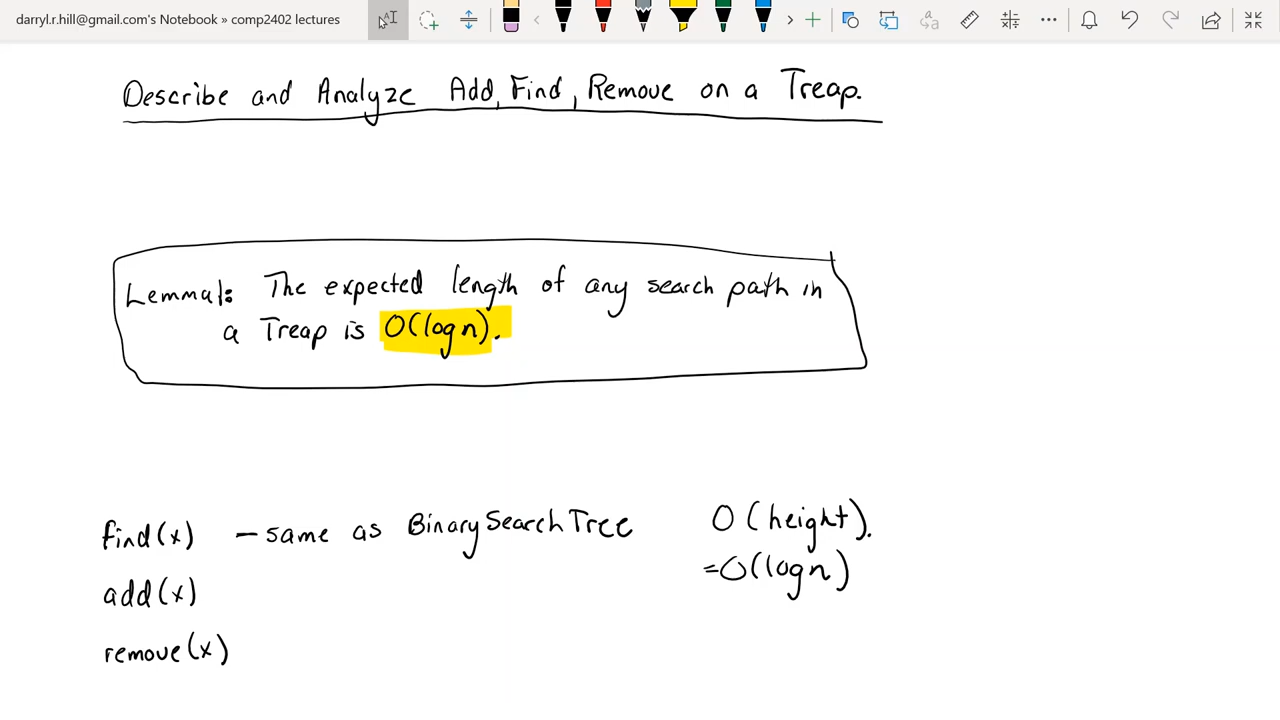 darryl.r.hill@gmail.com's Notebook » comp2402 lectures
Describe and Analyze Add, Find, Remove on a Treap.
Lemma1: The expected length of any search path in
a Treap is O(log n).
find(x) – same as BinarySearchTree O(height).
= O(log n)
add(x)
remove(x)